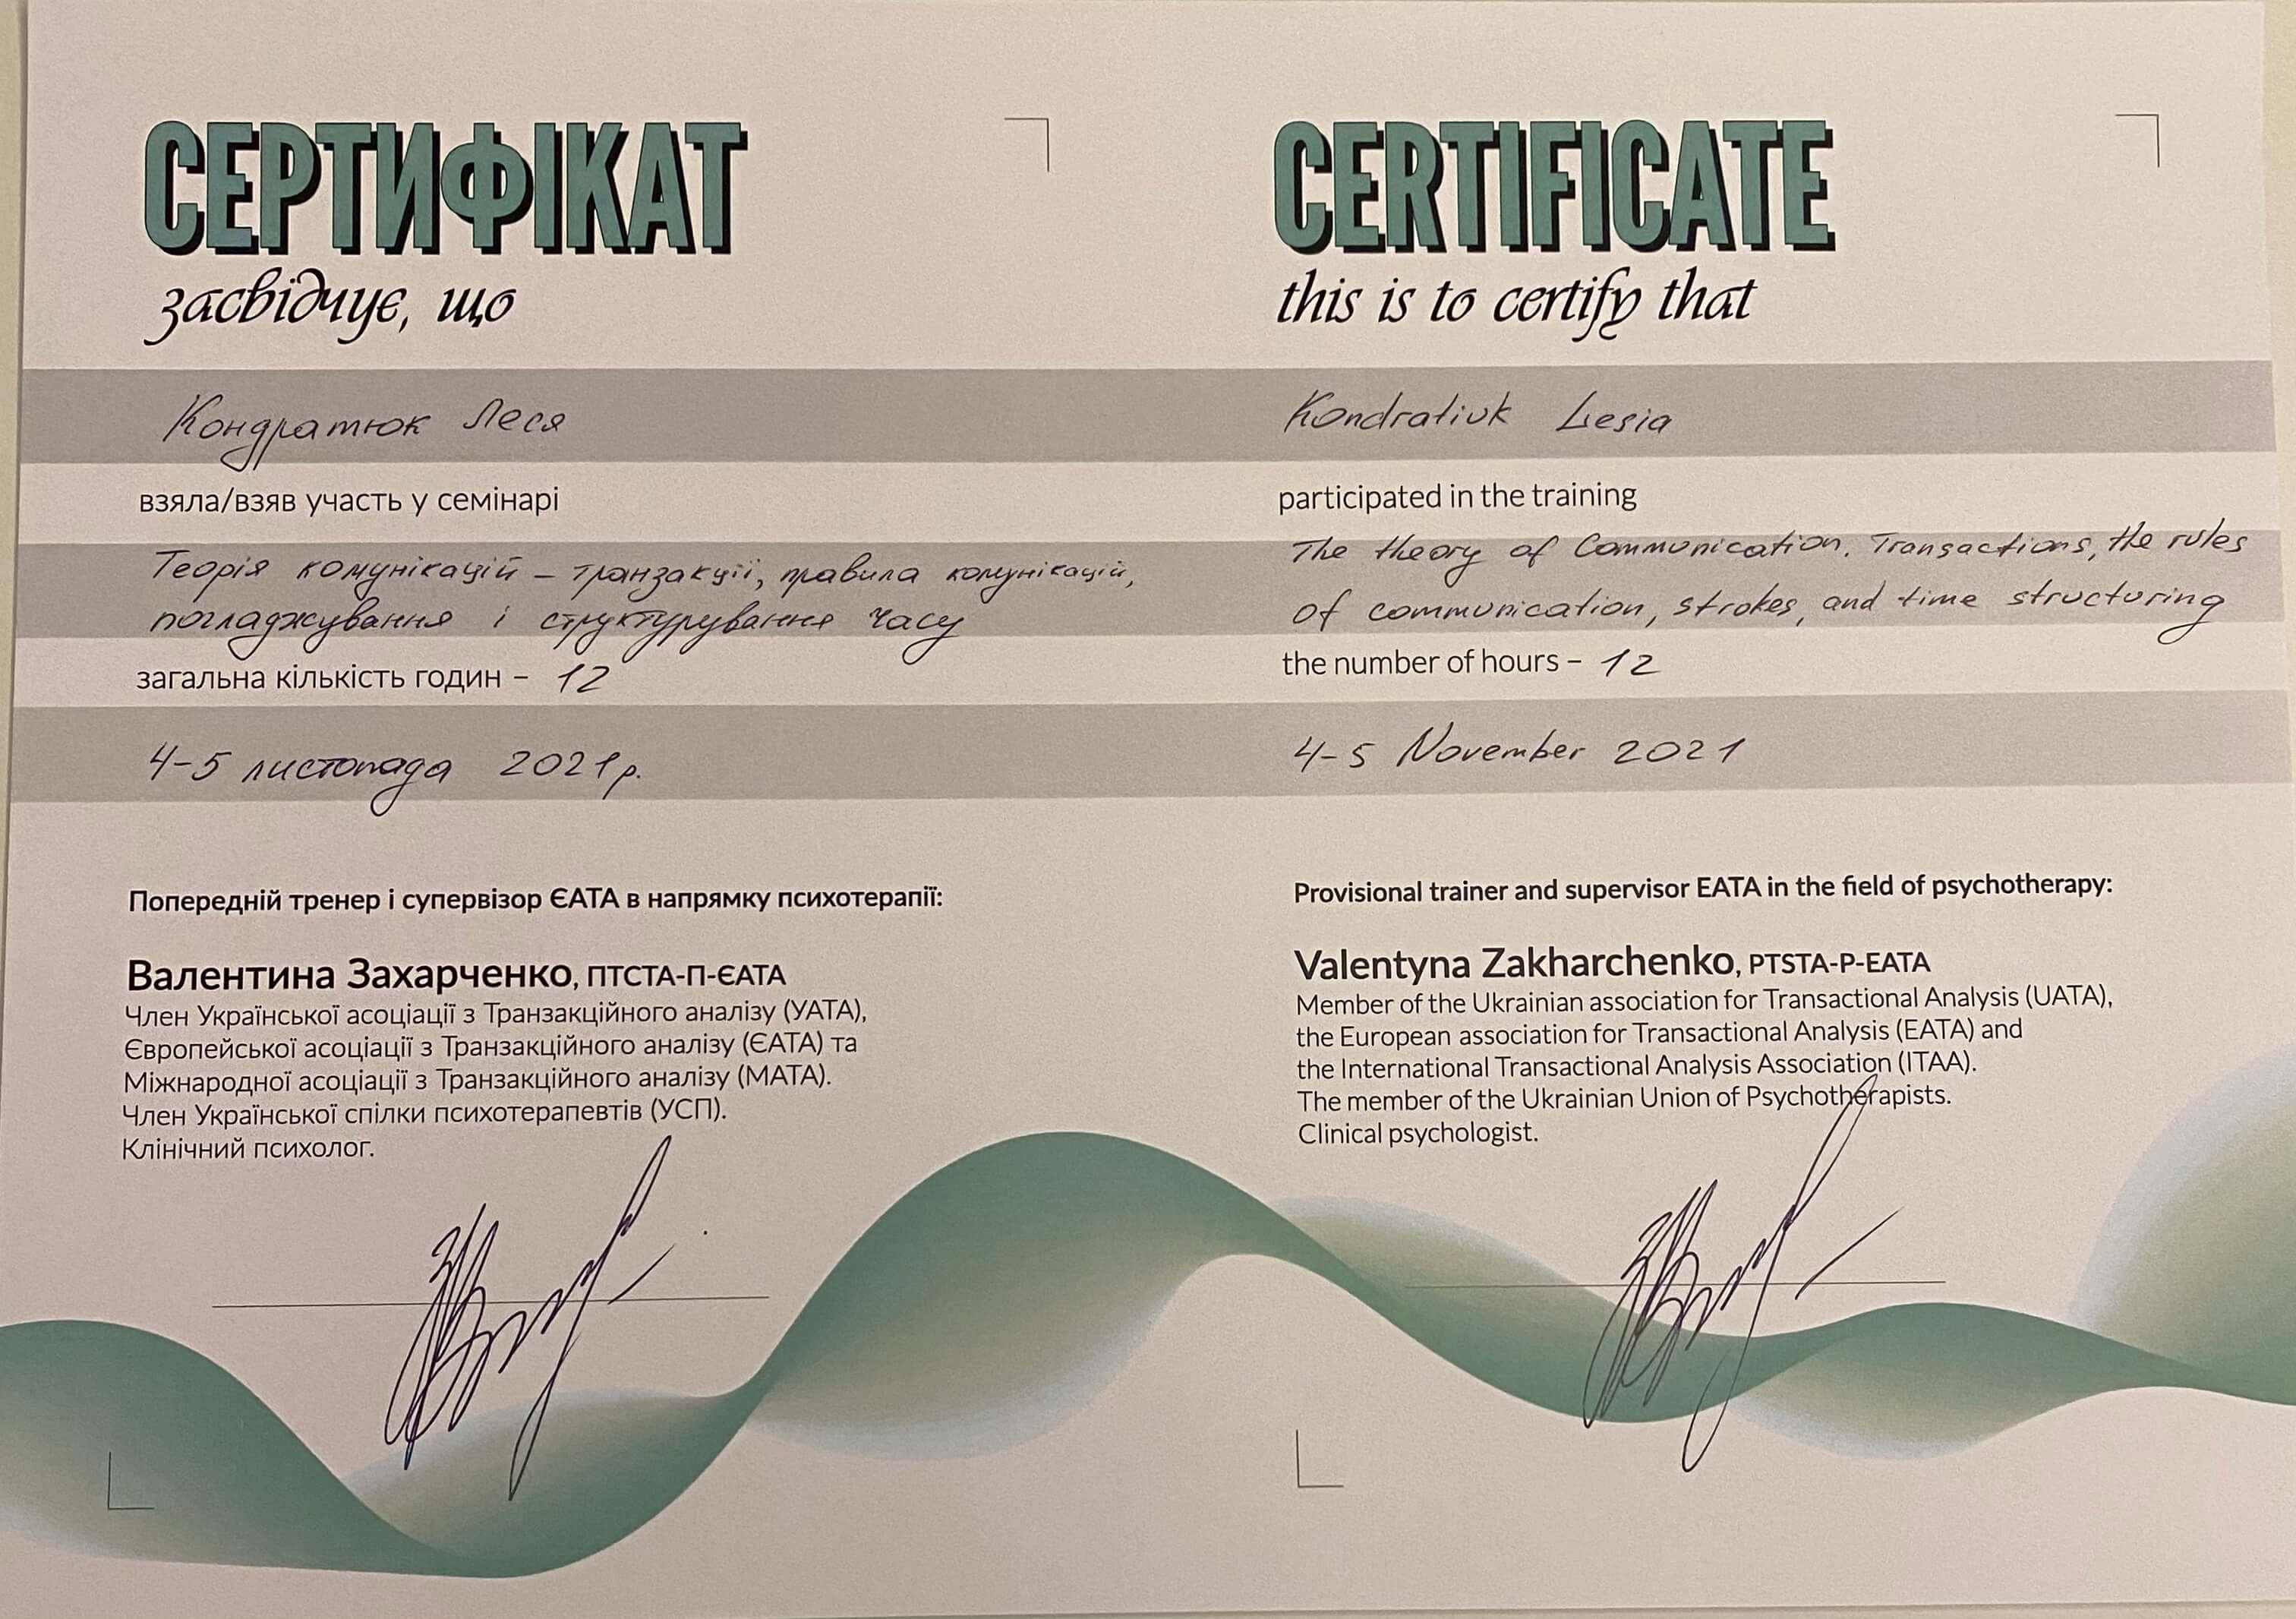 СЕРТИФІКАТ
засвідчує, що
Кондратюк Леся
взяла/взяв участь у семінарі
Теорія комунікацій – транзакції, правила комунікацій,
погладжування і структурування часу
загальна кількість годин – 12
4-5 листопада 2021р.
Попередній тренер і супервізор ЄАТА в напрямку психотерапії:
Валентина Захарченко, ПТСТА-П-ЄАТА
Член Української асоціації з Транзакційного аналізу (УАТА),
Європейської асоціації з Транзакційного аналізу (ЄАТА) та
Міжнародної асоціації з Транзакційного аналізу (МАТА).
Член Української спілки психотерапевтів (УСП).
Клінічний психолог.
CERTIFICATE
this is to certify that
Kondratiuk Lesia
participated in the training
The theory of Communication. Transactions, the rules
of communication, strokes, and time structuring
the number of hours – 12
4-5 November 2021
Provisional trainer and supervisor EATA in the field of psychotherapy:
Valentyna Zakharchenko, PTSTA-P-EATA
Member of the Ukrainian association for Transactional Analysis (UATA),
the European association for Transactional Analysis (EATA) and
the International Transactional Analysis Association (ITAA).
The member of the Ukrainian Union of Psychotherapists.
Clinical psychologist.